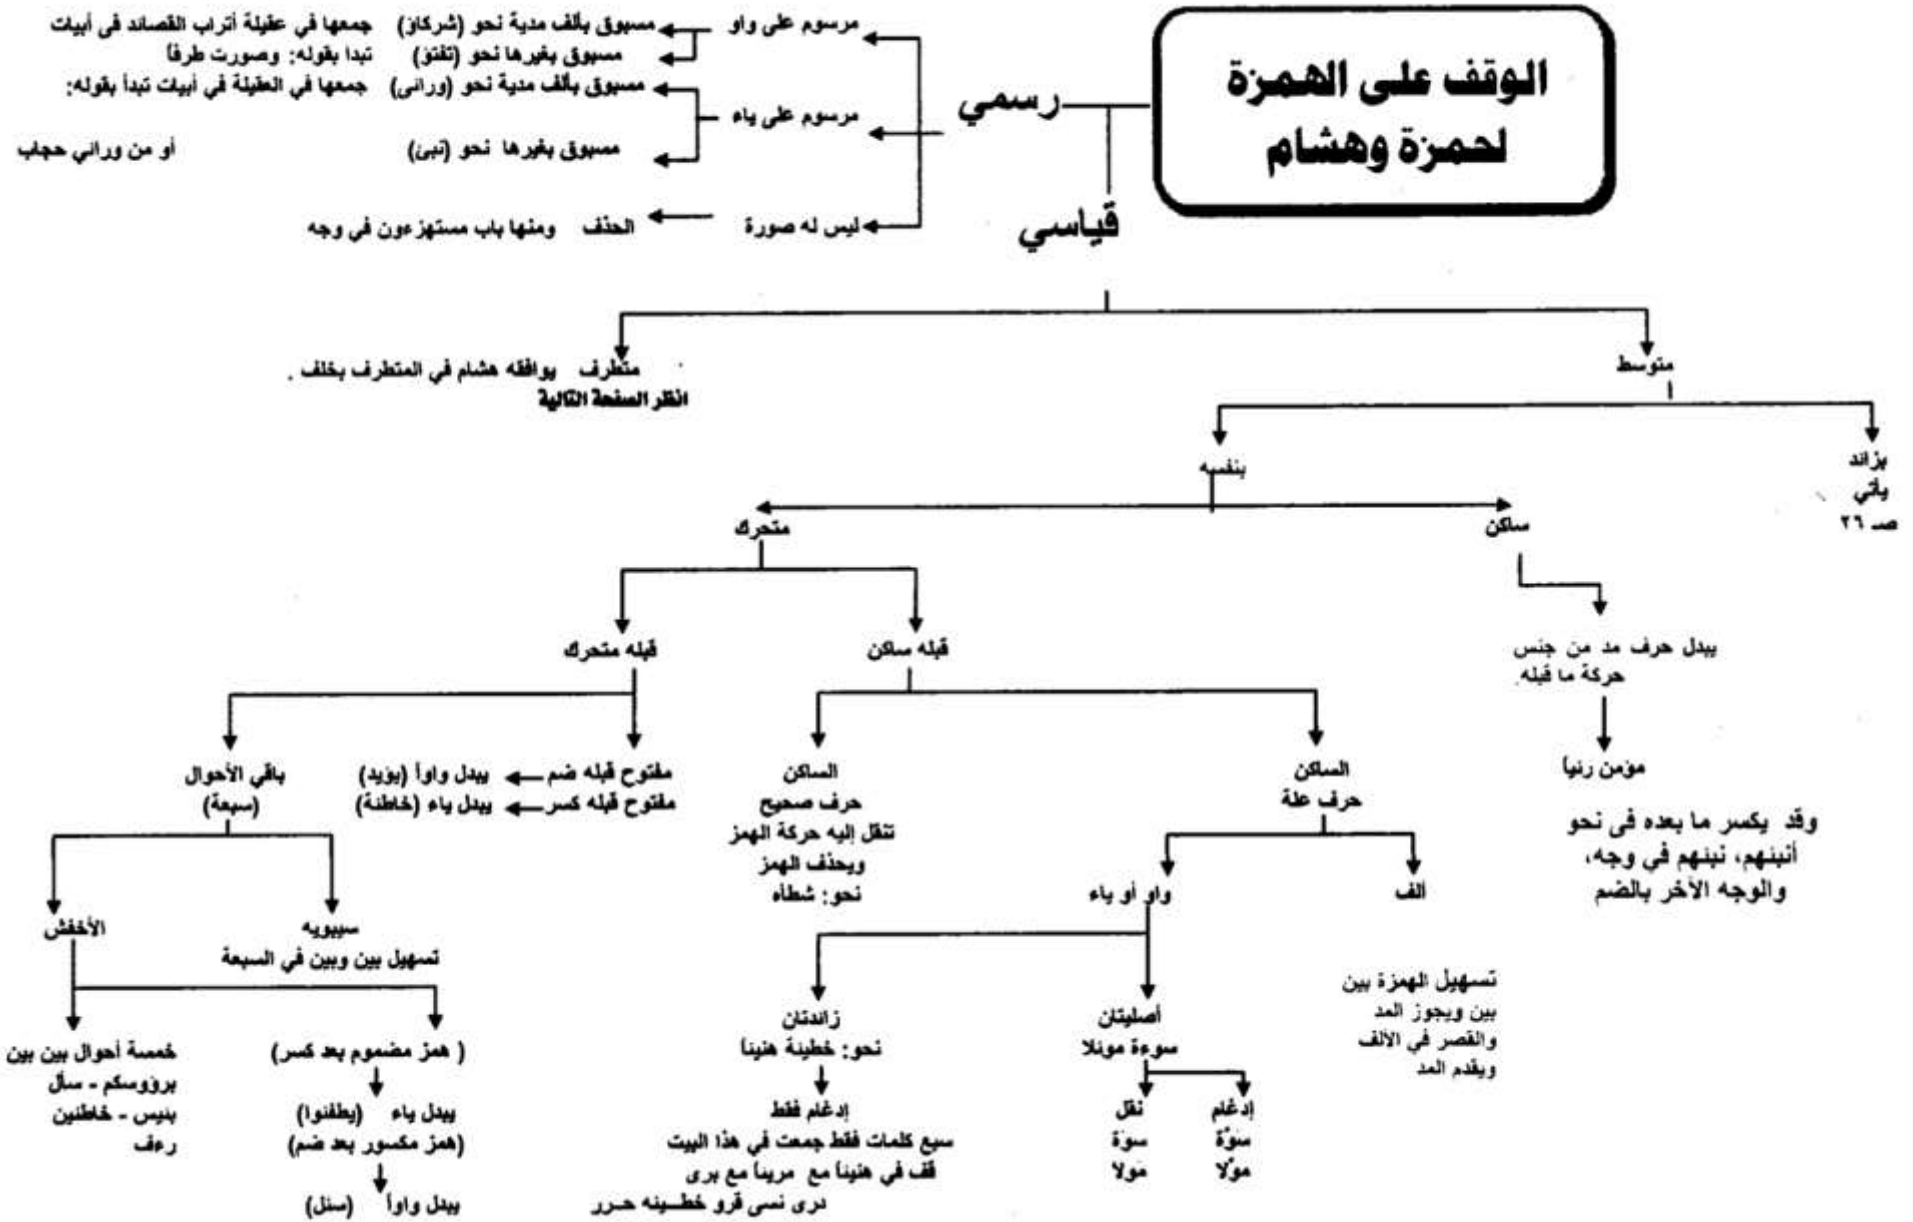 الوقف على الهمزة
لحمزة وهشام
رسمي
قياسي
مرسوم على واو
مسبوق بألف مدية نحو (شركاؤ) جمعها في عقيلة أتراب القصائد في أبيات
مسبوق بغيرها نحو (تفتؤ) تبدا بقوله: وصورت طرفاً
مرسوم على ياء
مسبوق بألف مدية نحو (ورائى) جمعها في العقيلة في أبيات تبدأ بقوله:
مسبوق بغيرها نحو (نبئ) أو من ورائي حجاب
ليس له صورة
الحذف ومنها باب مستهزءون في وجه
متوسط
متطرف يوافقه هشام في المتطرف بخلف .
انظر الصفحة التالية
بزائد
يأتي
صـ ٢٦
بنفسه
ساكن
متحرك
يبدل حرف مد من جنس
حركة ما قبله.
مؤمن رئياً
وقد يكسر ما بعده فى نحو
أنبئهم، نبئهم في وجه،
والوجه الآخر بالضم
قبله ساكن
قبله متحرك
الساكن
حرف علة
ألف
تسهيل الهمزة بين
بين ويجوز المد
والقصر في الألف
ويقدم المد
واو أو ياء
أصليتان
سوءة موئلا
إدغام
سوَّة
موِّلا
نقل
سوَة
مَولا
زائدتان
نحو: خطيئة هنيئاً
إدغام فقط
سبع كلمات فقط جمعت في هذا البيت
قف في هنيئاً مع مريئاً مع برى
درى نسى قرو خطـــيئه حــرر
الساكن
حرف صحيح
تنقل إليه حركة الهمز
ويحذف الهمز
نحو: شطأه
مفتوح قبله ضم يبدل واواً (يؤيد)
مفتوح قبله كسر يبدل ياء (خاطئة)
باقي الأحوال
(سبعة)
سيبويه
تسهيل بين وبين في السبعة
الأخفش
( همز مضموم بعد كسر)
يبدل ياء (يطفئوا)
(همز مكسور بعد ضم)
يبدل واواً (سئل)
خمسة أحوال بين بين
برؤوسكم - سأل
بئيس - خاطئين
رءف